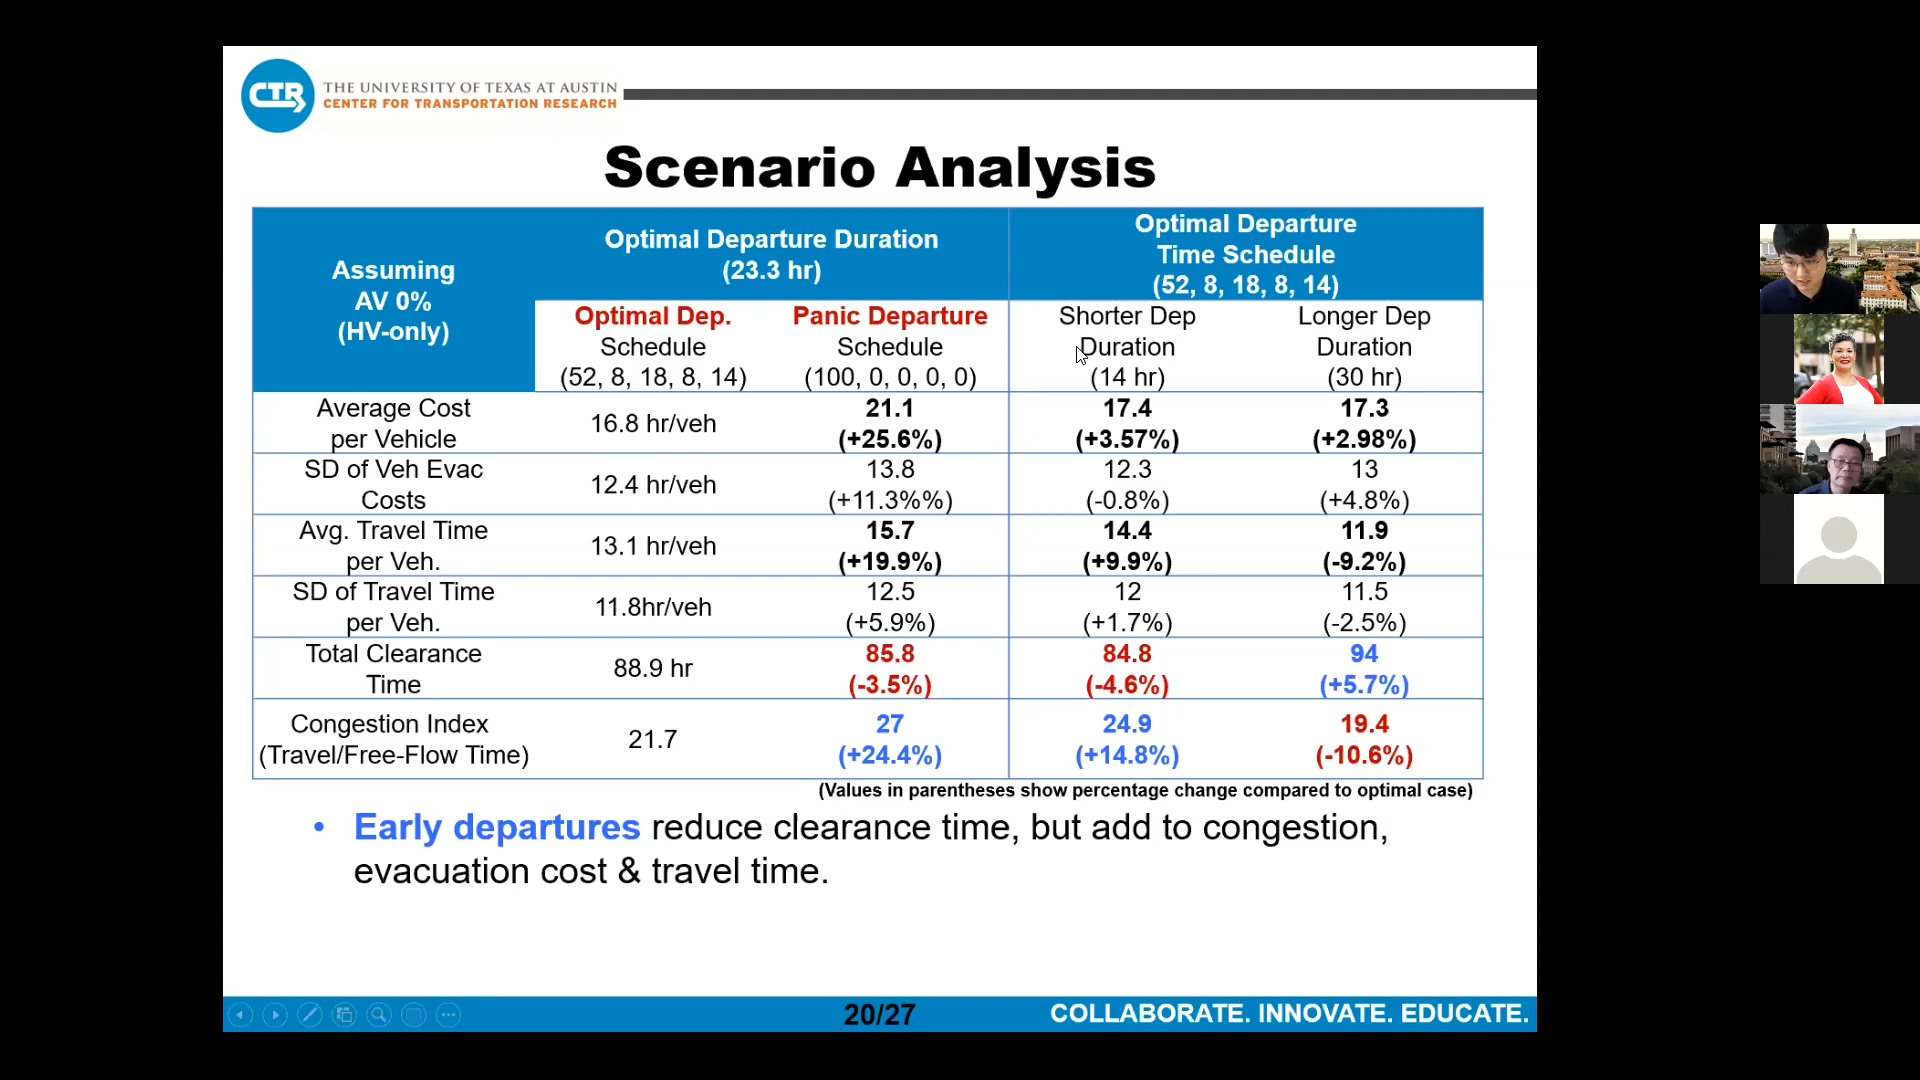 CTR
THE UNIVERSITY OF TEXAS AT AUSTIN
CENTER FOR TRANSPORTATION RESEARCH
Scenario Analysis
Assuming
AV 0%
(HV-only)
Optimal Departure Duration
(23.3 hr)
Optimal Departure
Time Schedule
(52, 8, 18, 8, 14)
Optimal Dep.
Schedule
(52, 8, 18, 8, 14)
Panic Departure
Schedule
(100, 0, 0, 0, 0)
Shorter Dep
Duration
(14 hr)
Longer Dep
Duration
(30 hr)
Average Cost
per Vehicle
16.8 hr/veh
21.1
(+25.6%)
17.4
(+3.57%)
17.3
(+2.98%)
SD of Veh Evac
Costs
12.4 hr/veh
13.8
(+11.3%%)
12.3
(-0.8%)
13
(+4.8%)
Avg. Travel Time
per Veh.
13.1 hr/veh
15.7
(+19.9%)
14.4
(+9.9%)
11.9
(-9.2%)
SD of Travel Time
per Veh.
11.8hr/veh
12.5
(+5.9%)
12
(+1.7%)
11.5
(-2.5%)
Total Clearance
Time
88.9 hr
85.8
(-3.5%)
84.8
(-4.6%)
94
(+5.7%)
Congestion Index
(Travel/Free-Flow Time)
21.7
27
(+24.4%)
24.9
(+14.8%)
19.4
(-10.6%)
(Values in parentheses show percentage change compared to optimal case)
• Early departures reduce clearance time, but add to congestion,
evacuation cost & travel time.
20/27
COLLABORATE. INNOVATE. EDUCATE.